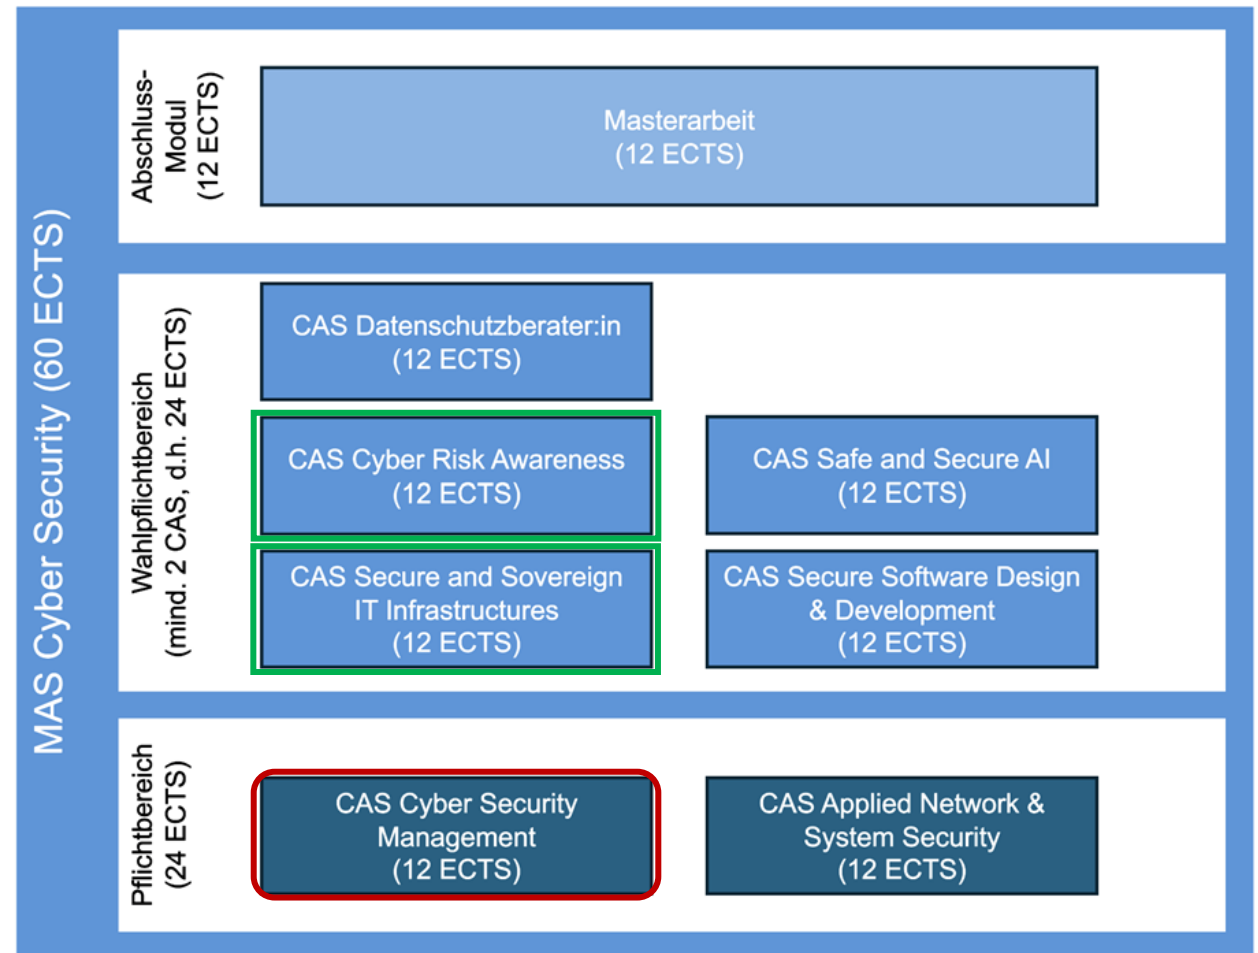 MAS Cyber Security (60 ECTS)
Abschluss-
Modul
(12 ECTS)
Masterarbeit
(12 ECTS)
Wahlpflichtbereich
(mind. 2 CAS, d.h. 24 ECTS)
CAS Datenschutzberater:in
(12 ECTS)
CAS Cyber Risk Awareness
(12 ECTS)
CAS Safe and Secure AI
(12 ECTS)
CAS Secure and Sovereign
IT Infrastructures
(12 ECTS)
CAS Secure Software Design
& Development
(12 ECTS)
Pflichtbereich
(24 ECTS)
CAS Cyber Security
Management
(12 ECTS)
CAS Applied Network &
System Security
(12 ECTS)